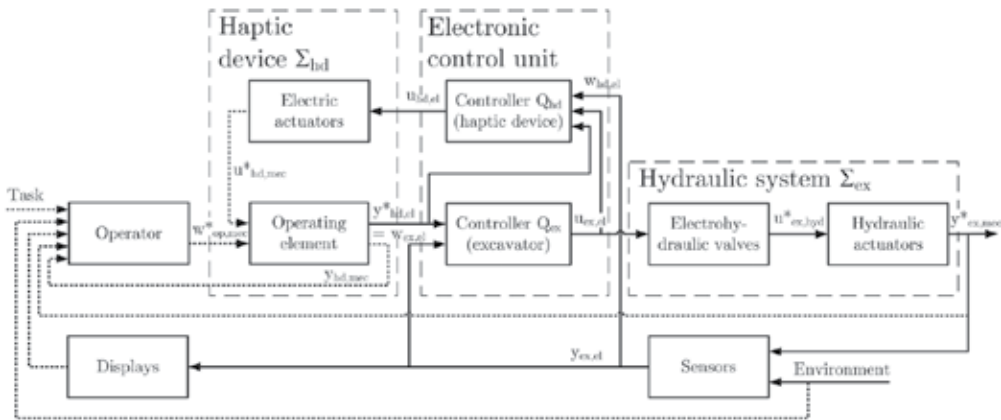 Haptic
device Σhd
Electronic
control unit
Electric
actuators
uhd,el
Controller Qhd
(haptic device)
whd,el
u*hd,mec
Hydraulic system Σex
Task
Operator
w*op,mec
Operating
element
y*hd,el
= wex,el
Controller Qex
(excavator)
uex,el
Electrohy-
draulic valves
u*ex,hyd
Hydraulic
actuators
y*ex,mec
yhd,mec
Displays
yex,el
Sensors
Environment